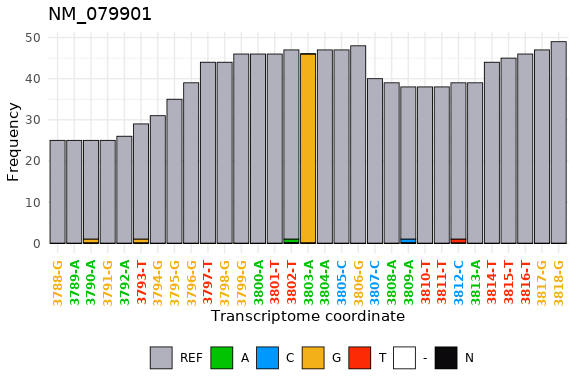 NM_079901
Frequency
50
40
30
20
10
0
3788-G 3789-A 3790-A 3791-G 3792-A 3793-T 3794-G 3795-G 3796-G 3797-T 3798-G 3799-G 3800-A 3801-T 3802-T 3803-A 3804-A 3805-C 3806-G 3807-C 3808-A 3809-A 3810-T 3811-T 3812-C 3813-A 3814-T 3815-T 3816-T 3817-G 3818-G
Transcriptome coordinate
REF A C G T - N